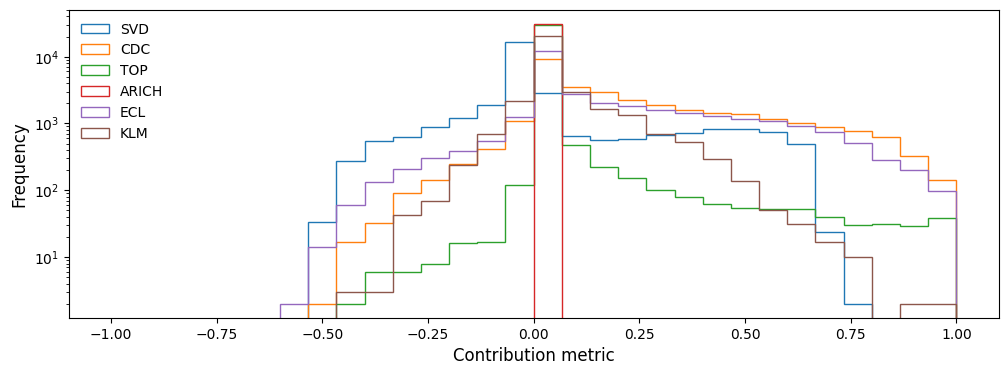 SVD
CDC
TOP
ARICH
ECL
KLM
Frequency
10⁴
10³
10²
10¹
−1.00 −0.75 −0.50 −0.25 0.00 0.25 0.50 0.75 1.00
Contribution metric